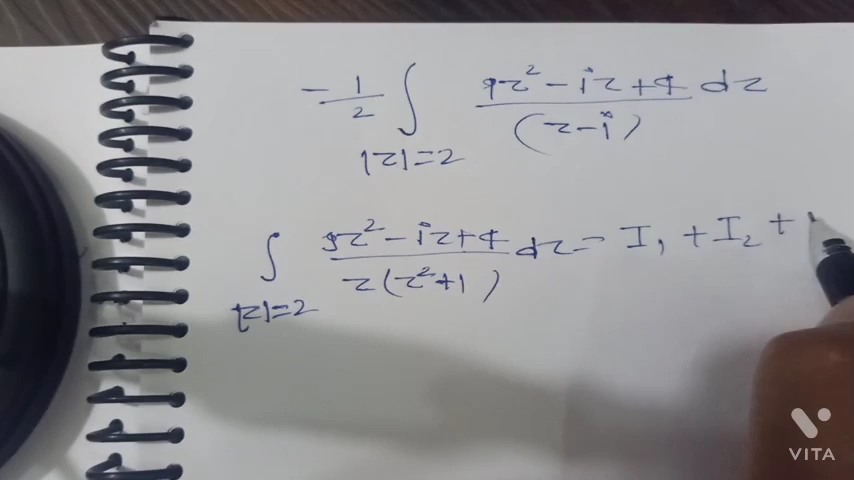 - 1/2 ∫ 9z² - iz + 4 / (z - i) dz
|z|=2
∫ 9z² - iz + 4 / z(z² + 1) dz = I₁ + I₂ +
|z|=2
VITA